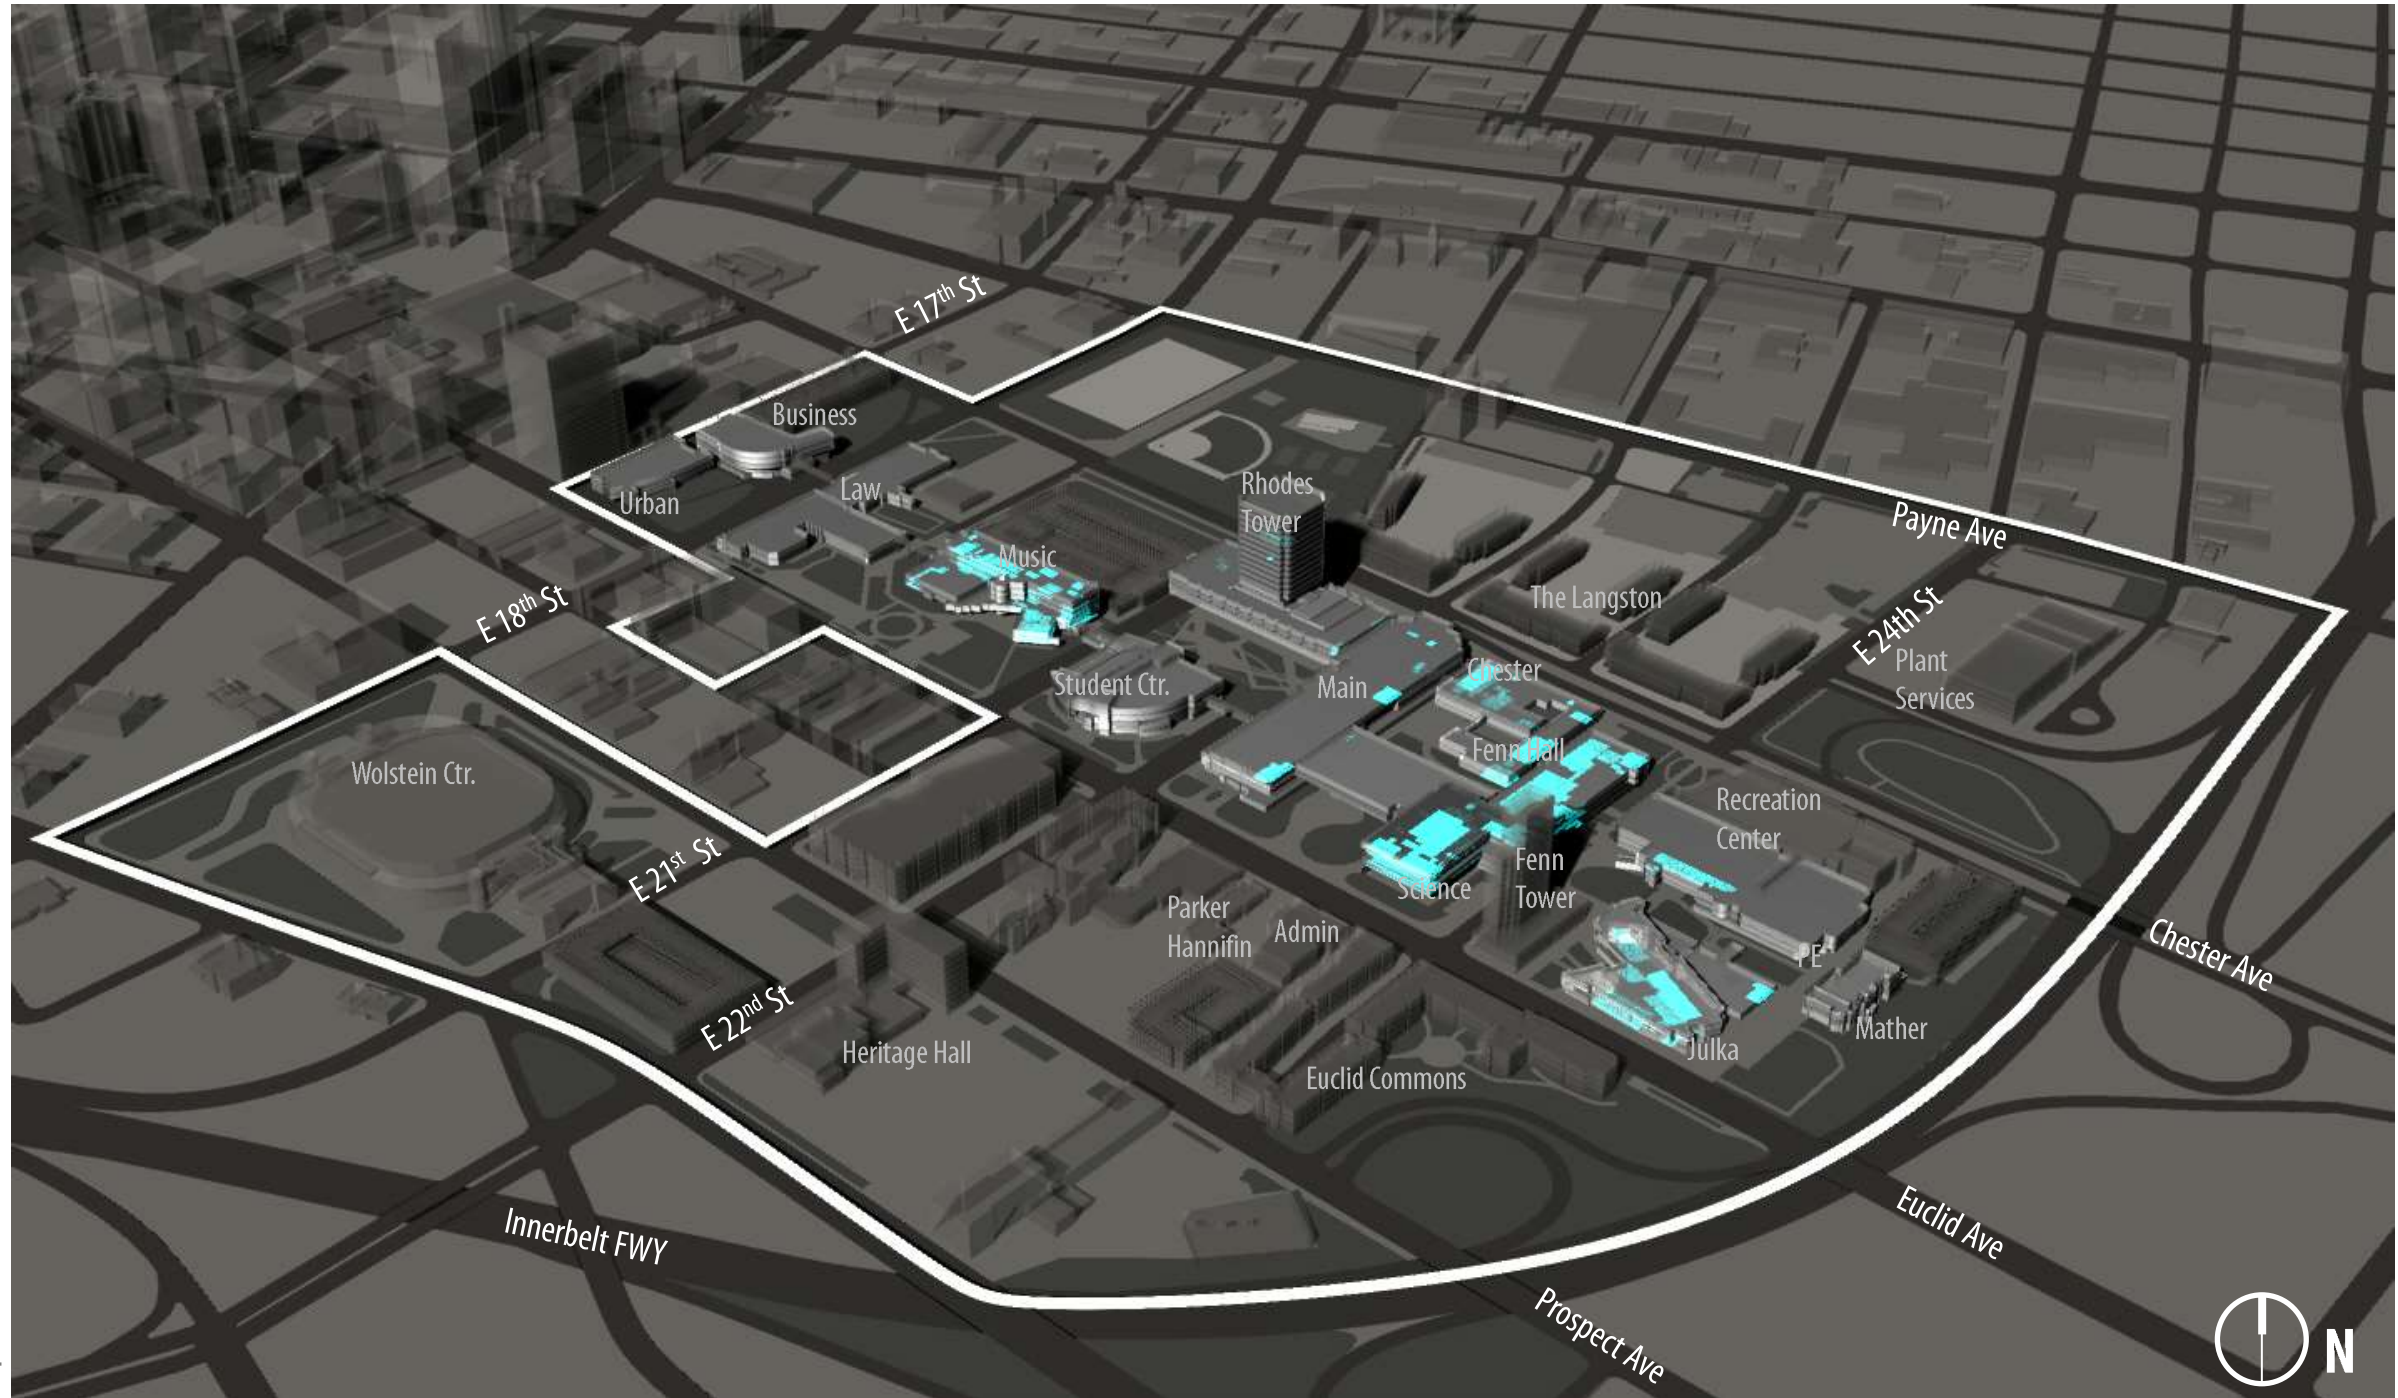 E 17th St
Business
Law
Urban
Rhodes
Tower
Payne Ave
Music
The Langston
E 18th St
E 24th St
Plant
Services
Student Ctr.
Main
Chester
Wolstein Ctr.
Fenn Hall
Recreation
Center
E 21st St
Science
Fenn
Tower
Parker
Hannifin
Admin
PE
Chester Ave
E 22nd St
Heritage Hall
Mather
Julka
Euclid Commons
Innerbelt FWY
Euclid Ave
Prospect Ave
N